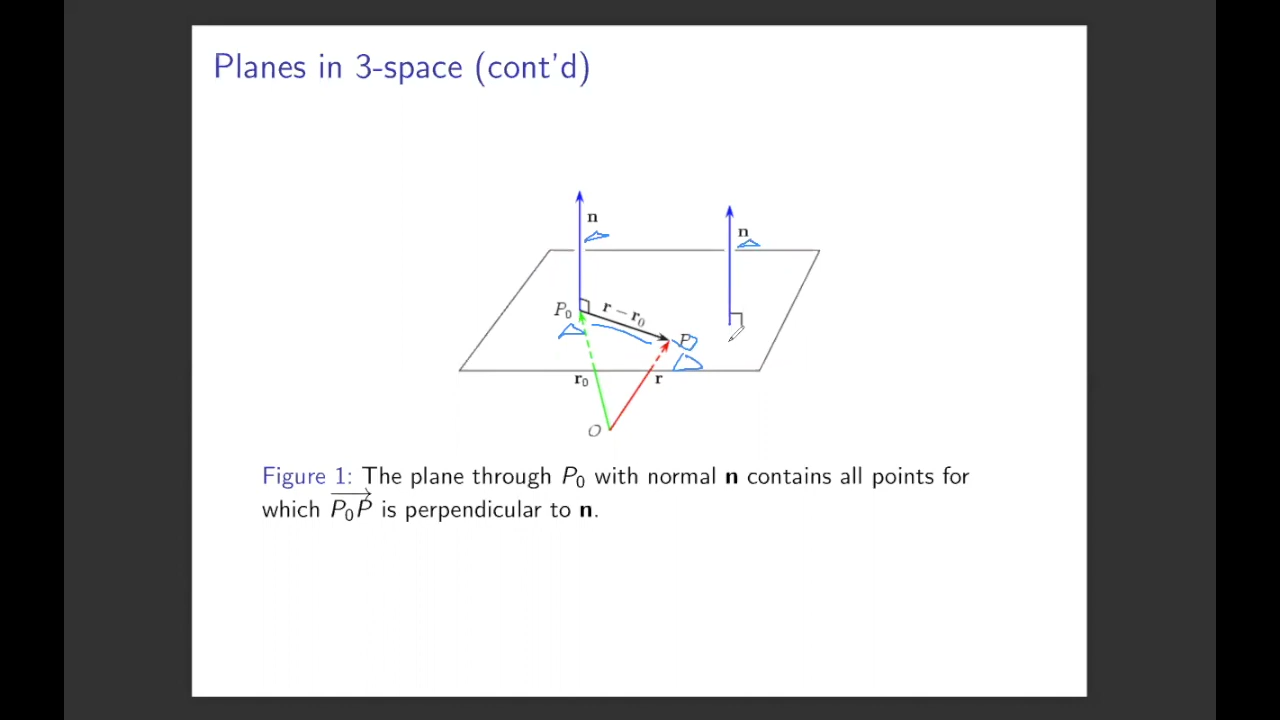 Planes in 3-space (cont'd)
n
n
P₀
r − r₀
P
r₀
r
O
Figure 1: The plane through P₀ with normal n contains all points for
which P₀P is perpendicular to n.